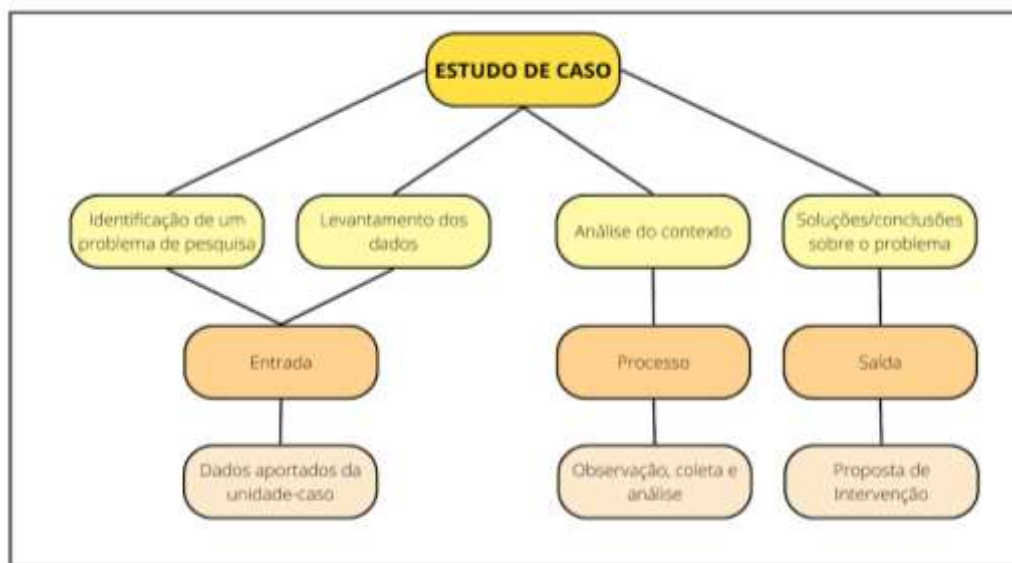 ESTUDO DE CASO
Identificação de um
problema de pesquisa
Levantamento dos
dados
Análise do contexto
Soluções/conclusões
sobre o problema
Entrada
Processo
Saída
Dados aportados da
unidade-caso
Observação, coleta e
análise
Proposta de
Intervenção